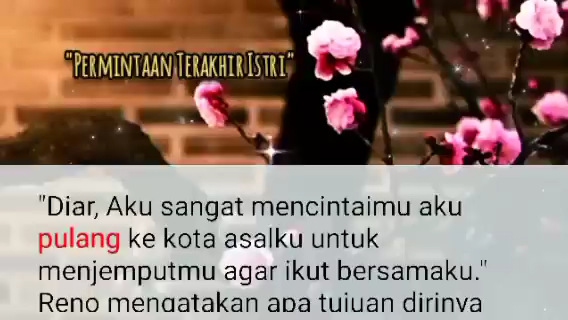 "Permintaan Terakhir Istri"
"Diar, Aku sangat mencintaimu aku
pulang ke kota asalku untuk
menjemputmu agar ikut bersamaku."
Reno mengatakan apa tujuan dirinya